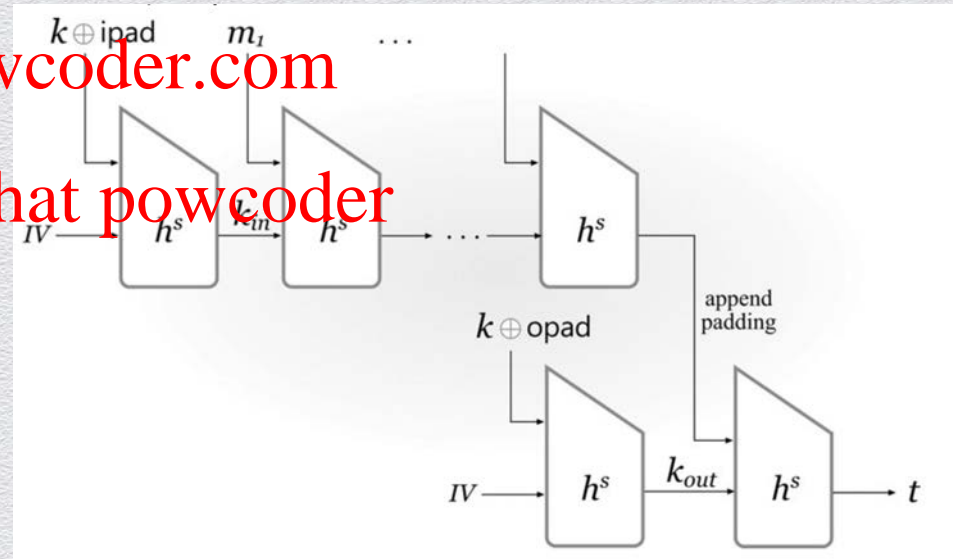 k ⊕ ipad m₁ ...
wcoder.com
hat powcoder
IV hˢ k_in hˢ ... hˢ
append
padding
k ⊕ opad
IV hˢ k_out hˢ t